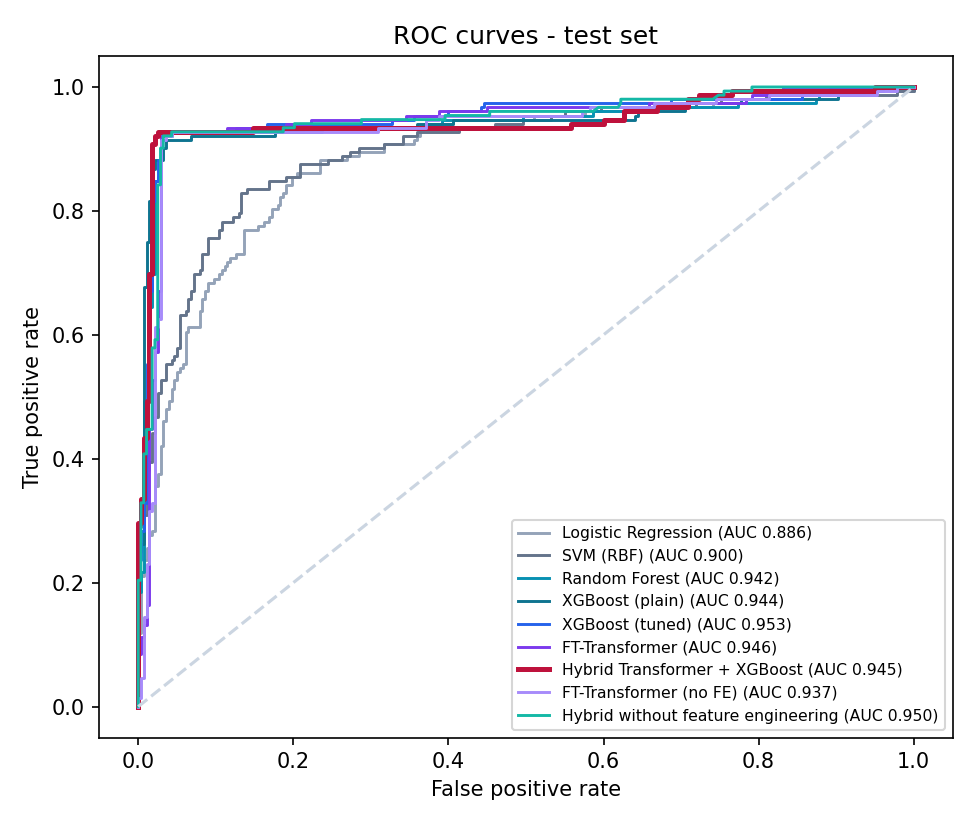 ROC curves - test set
True positive rate
1.0
0.8
0.6
0.4
0.2
0.0
Logistic Regression (AUC 0.886)
SVM (RBF) (AUC 0.900)
Random Forest (AUC 0.942)
XGBoost (plain) (AUC 0.944)
XGBoost (tuned) (AUC 0.953)
FT-Transformer (AUC 0.946)
Hybrid Transformer + XGBoost (AUC 0.945)
FT-Transformer (no FE) (AUC 0.937)
Hybrid without feature engineering (AUC 0.950)
0.0 0.2 0.4 0.6 0.8 1.0
False positive rate